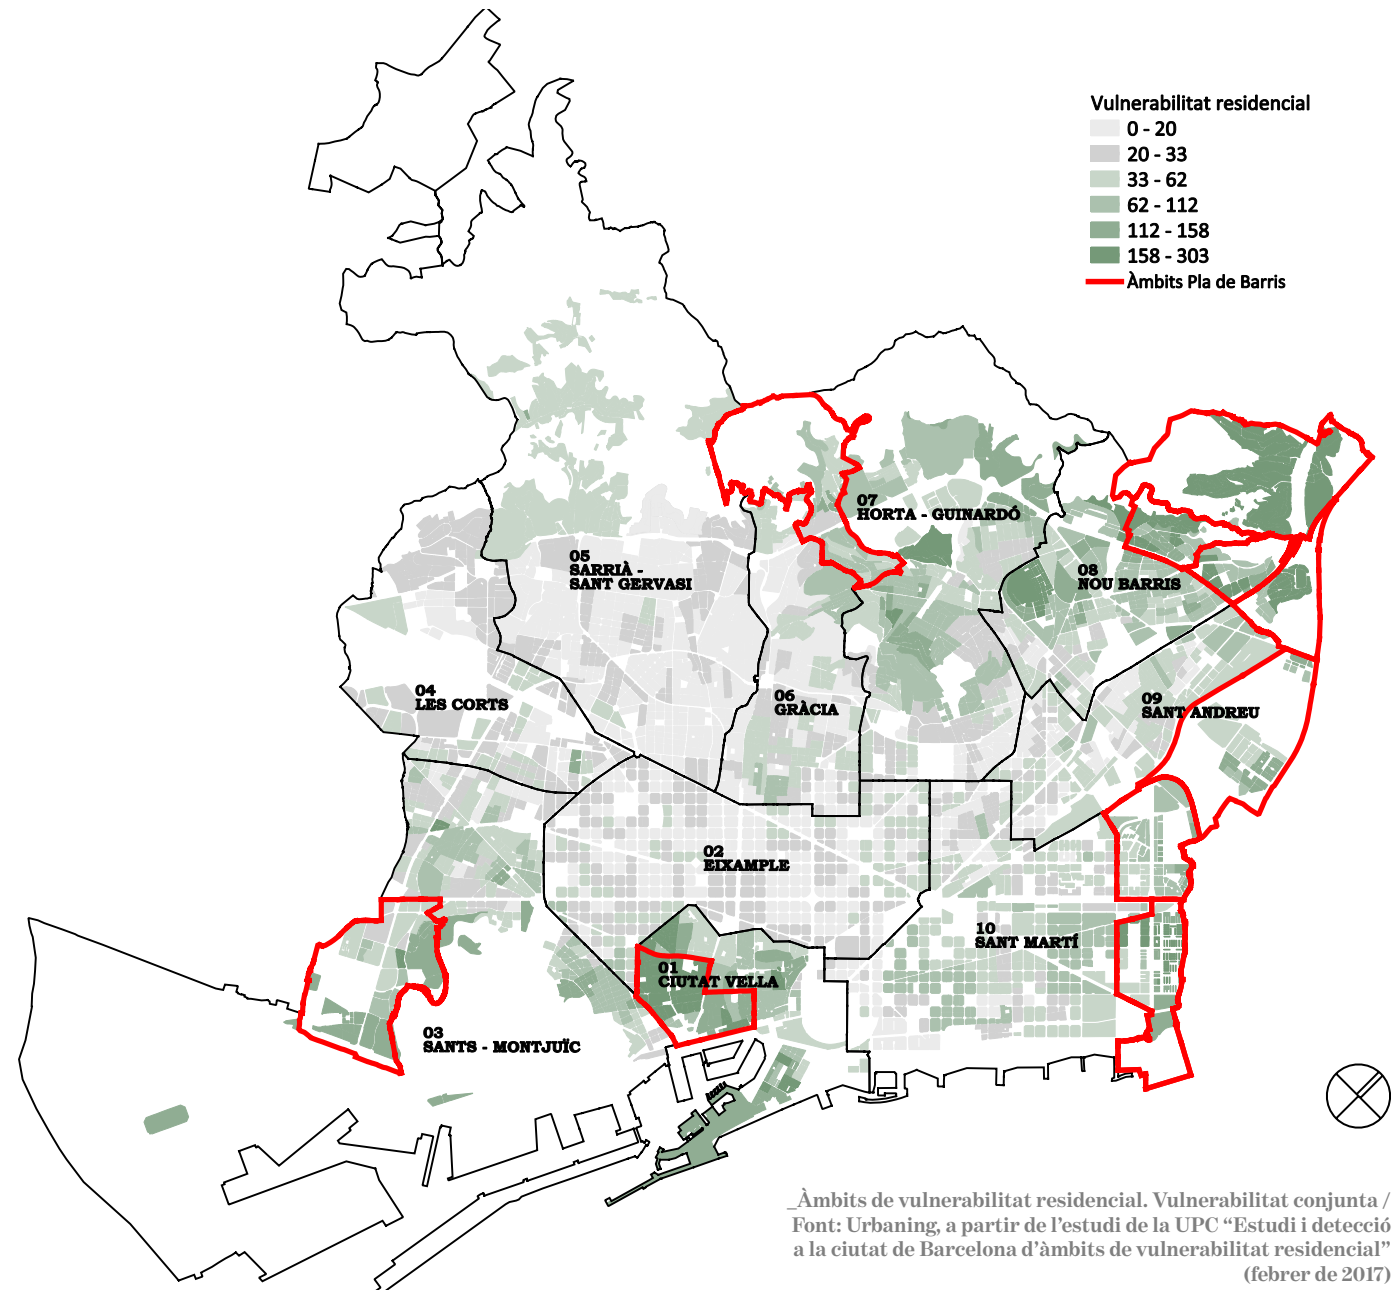 Vulnerabilitat residencial
0 - 20
20 - 33
33 - 62
62 - 112
112 - 158
158 - 303
Àmbits Pla de Barris
07
HORTA - GUINARDÓ
05
SARRIÀ -
SANT GERVASI
08
NOU BARRIS
04
LES CORTS
06
GRÀCIA
09
SANT ANDREU
02
EIXAMPLE
10
SANT MARTÍ
01
CIUTAT VELLA
03
SANTS - MONTJUÏC
_Àmbits de vulnerabilitat residencial. Vulnerabilitat conjunta /
Font: Urbaning, a partir de l’estudi de la UPC “Estudi i detecció
a la ciutat de Barcelona d’àmbits de vulnerabilitat residencial”
(febrer de 2017)